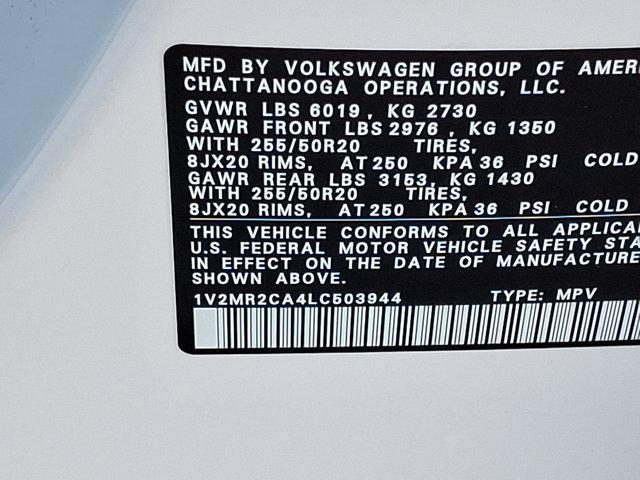 MFD BY VOLKSWAGEN GROUP OF AMERI
CHATTANOOGA OPERATIONS, LLC.
GVWR LBS 6019, KG 2730
GAWR FRONT LBS 2976, KG 1350
WITH 255/50R20 TIRES,
8JX20 RIMS, AT 250 KPA 36 PSI COLD
GAWR REAR LBS 3153, KG 1430
WITH 255/50R20 TIRES,
8JX20 RIMS, AT 250 KPA 36 PSI COLD
THIS VEHICLE CONFORMS TO ALL APPLICA
U.S. FEDERAL MOTOR VEHICLE SAFETY STA
IN EFFECT ON THE DATE OF MANUFACTURE
SHOWN ABOVE.
1V2MR2CA4LC503944 TYPE: MPV